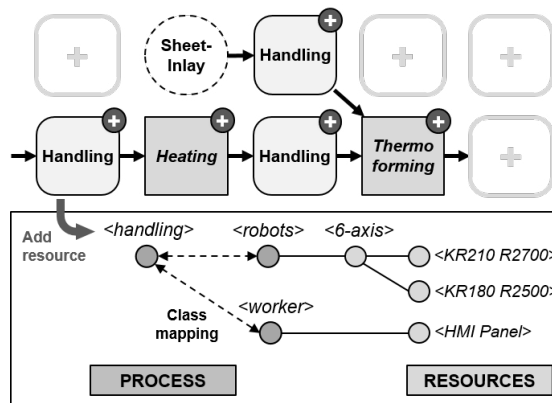 Sheet-
Inlay
Handling
Handling
Heating
Handling
Thermo
forming
Add
resource
<handling>
<robots>
<6-axis>
<KR210 R2700>
<KR180 R2500>
<worker>
Class
mapping
<HMI Panel>
PROCESS
RESOURCES